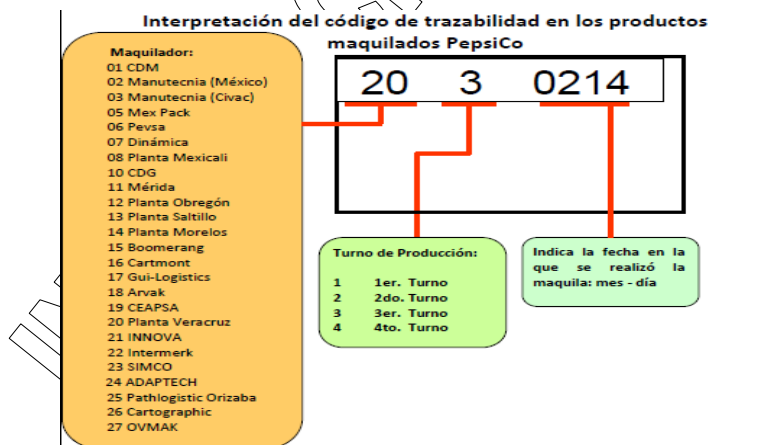 Interpretación del código de trazabilidad en los productos
maquilados PepsiCo
Maquilador:
01 CDM
02 Manutecnia (México)
03 Manutecnia (Civac)
05 Mex Pack
06 Pevsa
07 Dinámica
08 Planta Mexicali
10 CDG
11 Mérida
12 Planta Obregón
13 Planta Saltillo
14 Planta Morelos
15 Boomerang
16 Cartmont
17 Gui-Logistics
18 Arvak
19 CEAPSA
20 Planta Veracruz
21 INNOVA
22 Intermerk
23 SIMCO
24 ADAPTECH
25 Pathlogistic Orizaba
26 Cartographic
27 OVMAK
20 3 0214
Turno de Producción:
1 1er. Turno
2 2do. Turno
3 3er. Turno
4 4to. Turno
Indica la fecha en la
que se realizó la
maquila: mes - día